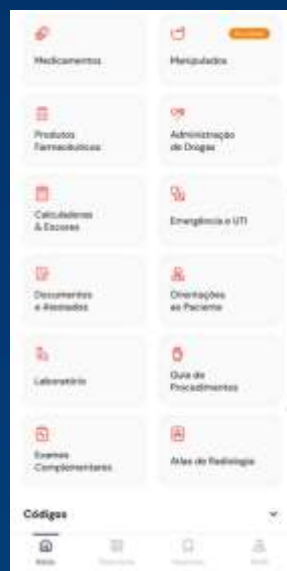 Medicamentos
Manipulados
Produtos
Farmacêuticos
Administração
de Drogas
Calculadoras
& Escores
Emergência e UTI
Documentos
e Atestados
Orientações
ao Paciente
Laboratório
Guia de
Procedimentos
Exames
Complementares
Atlas de Radiologia
Códigos
Início